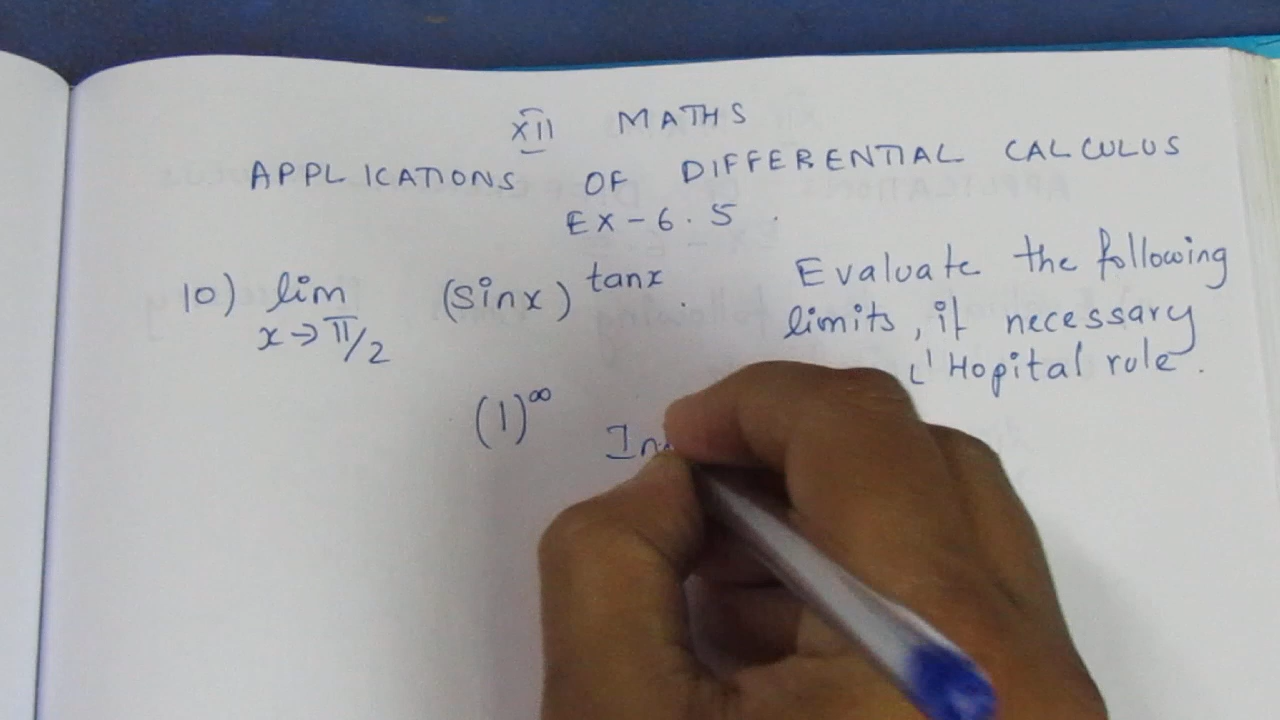 XII MATHS
APPLICATIONS OF DIFFERENTIAL CALCULUS
EX-6.5.
10) lim x→π/2 (sinx)^tanx. Evaluate the following
limits, if necessary
L'Hopital rule.
(1)^∞